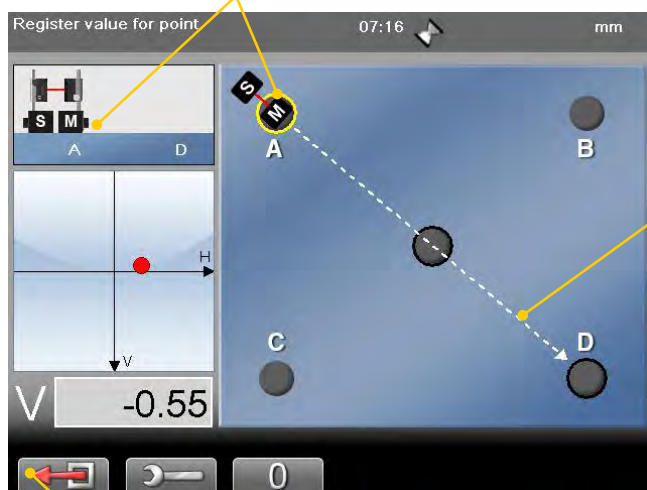 Register value for point
07:16
mm
S M
A D
H
V
V -0.55
S
M
A
B
C
D
0